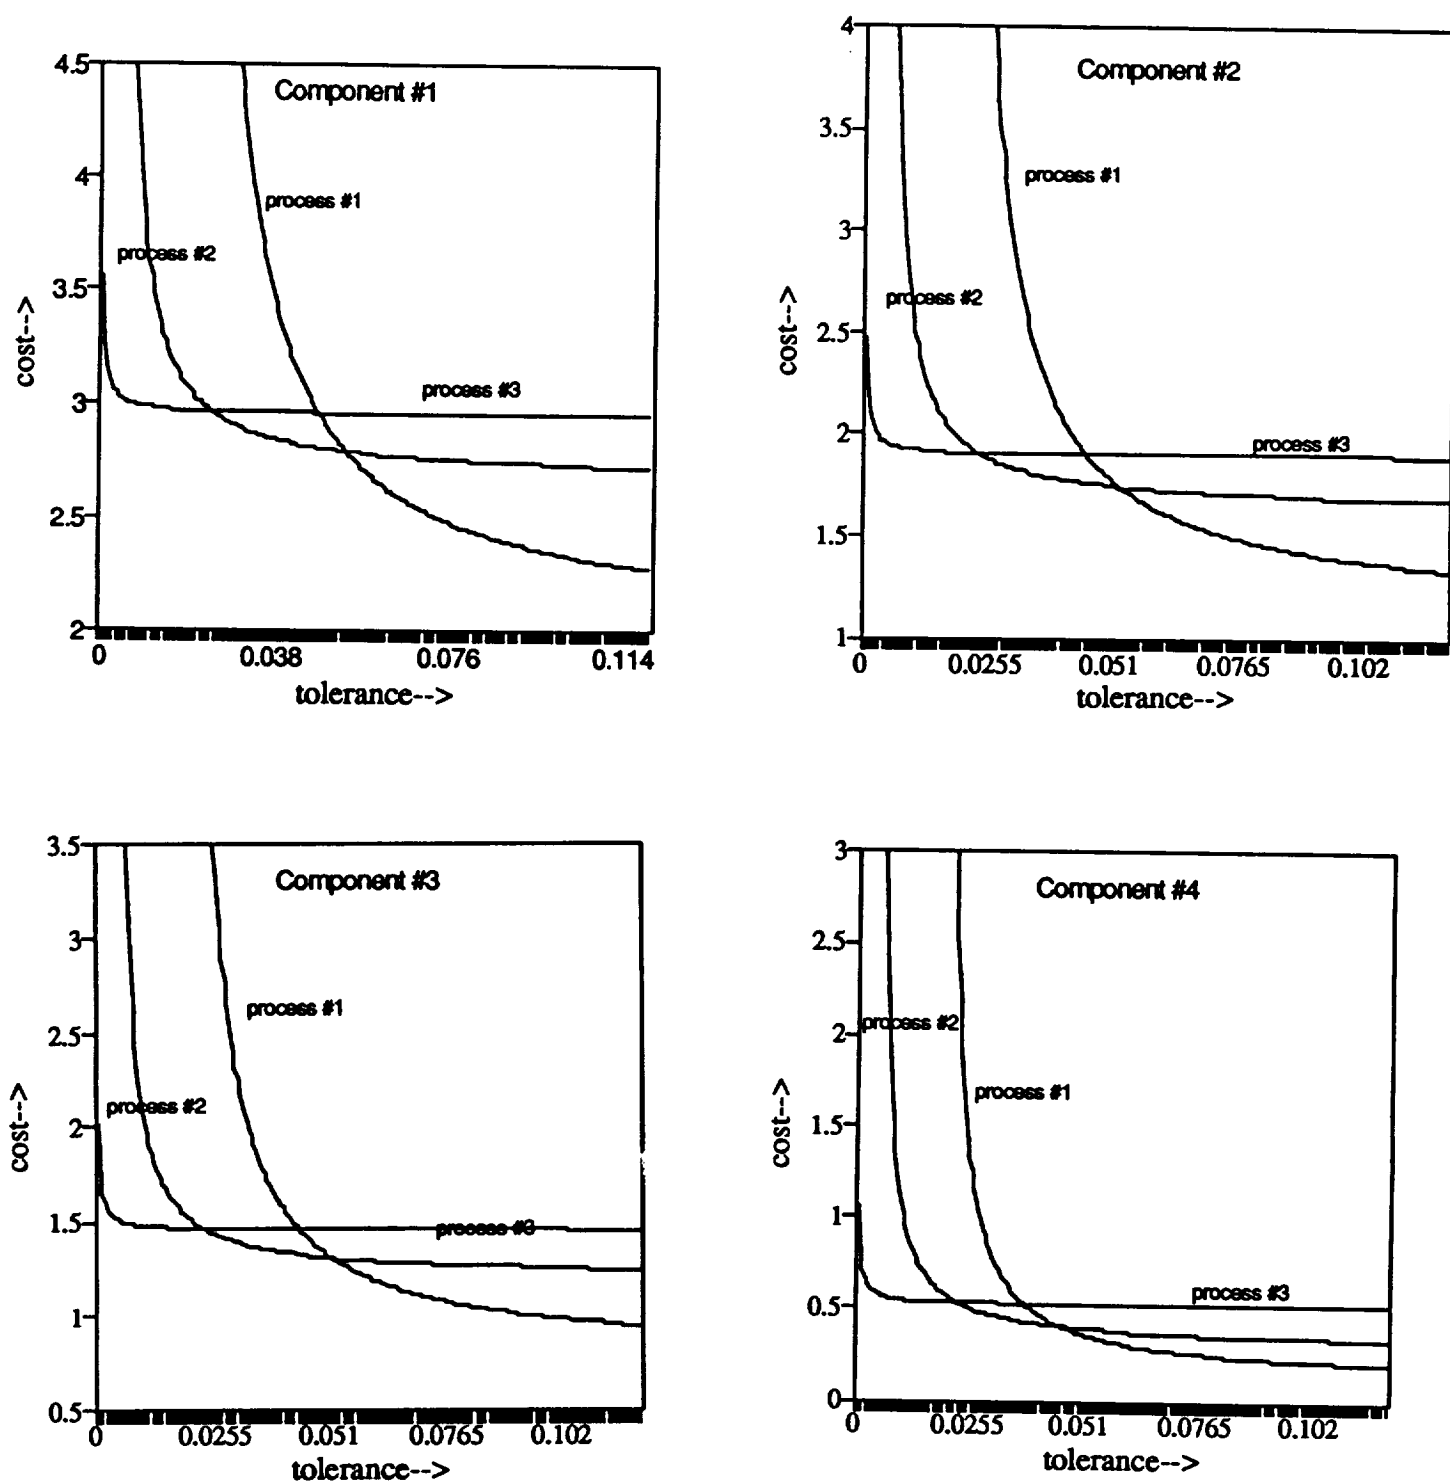 4.5
Component #1
4
process #1
process #2
3.5
cost-->
process #3
3
2.5
2
0
0.038
0.076
0.114
tolerance-->
4
Component #2
3.5
process #1
3
process #2
cost-->
2.5
2
process #3
1.5
1
0
0.0255
0.051
0.0765
0.102
tolerance-->
3.5
Component #3
3
process #1
2.5
process #2
cost-->
2
1.5
process #3
1
0.5
0
0.0255
0.051
0.0765
0.102
tolerance-->
3
Component #4
2.5
process #2
2
process #1
cost-->
1.5
1
process #3
0.5
0
0
0.0255
0.051
0.0765
0.102
tolerance-->